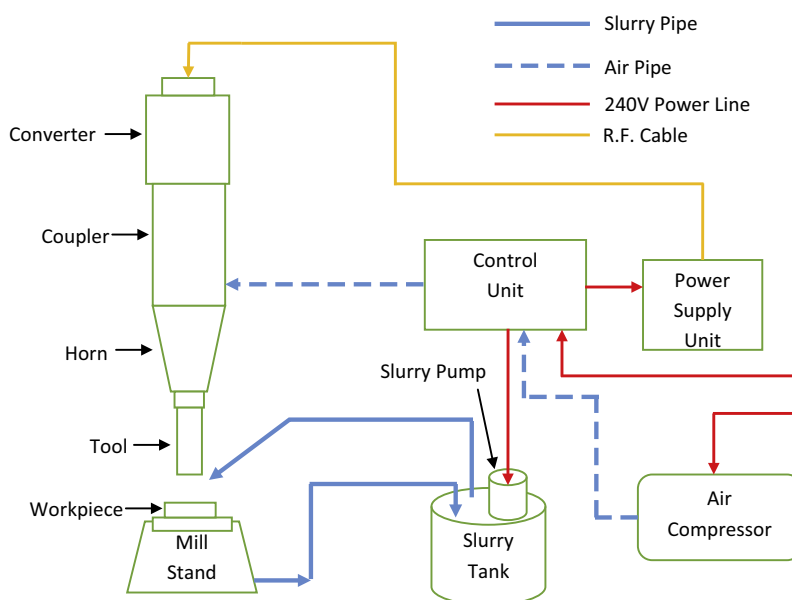 Slurry Pipe
Air Pipe
240V Power Line
R.F. Cable
Converter
Coupler
Horn
Tool
Workpiece
Mill
Stand
Control
Unit
Power
Supply
Unit
Slurry Pump
Slurry
Tank
Air
Compressor